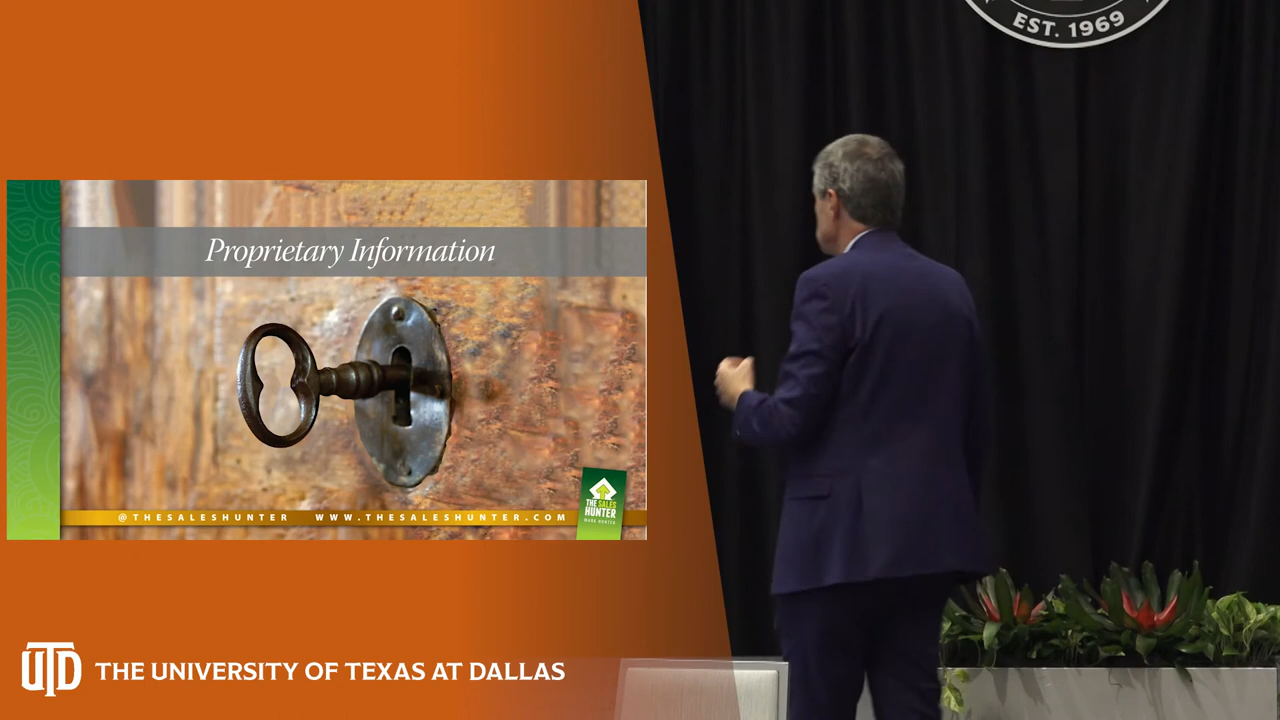 EST. 1969
Proprietary Information
@THESALESHUNTER WWW.THESALESHUNTER.COM
THE SALES
HUNTER
MARK HUNTER
UTD THE UNIVERSITY OF TEXAS AT DALLAS